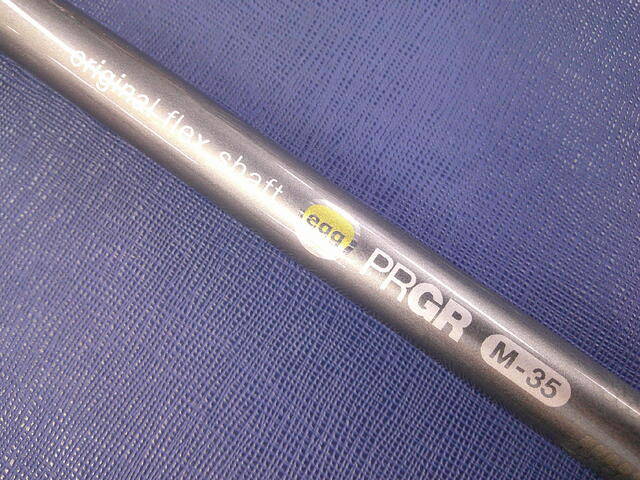 original flex shaft
egg
PRGR
M-35